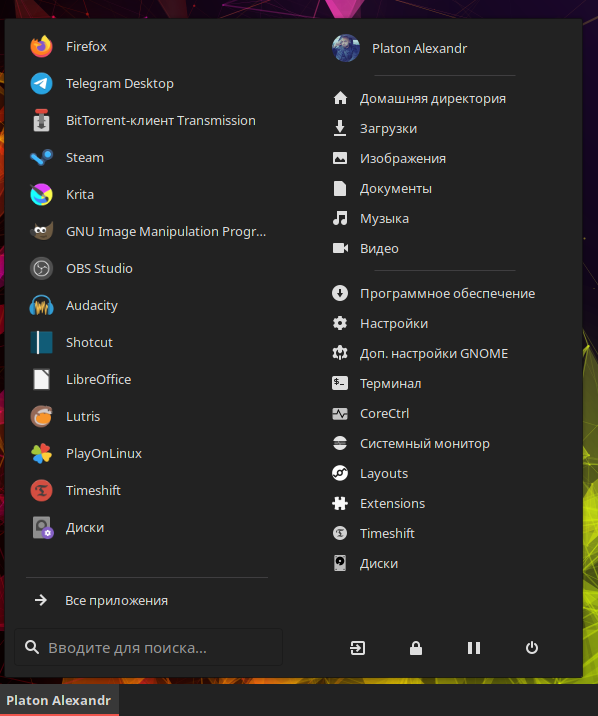 Firefox
Telegram Desktop
BitTorrent-клиент Transmission
Steam
Krita
GNU Image Manipulation Progr...
OBS Studio
Audacity
Shotcut
LibreOffice
Lutris
PlayOnLinux
Timeshift
Диски
Все приложения
Вводите для поиска...
Platon Alexandr
Домашняя директория
Загрузки
Изображения
Документы
Музыка
Видео
Программное обеспечение
Настройки
Доп. настройки GNOME
Терминал
CoreCtrl
Системный монитор
Layouts
Extensions
Timeshift
Диски
Platon Alexandr